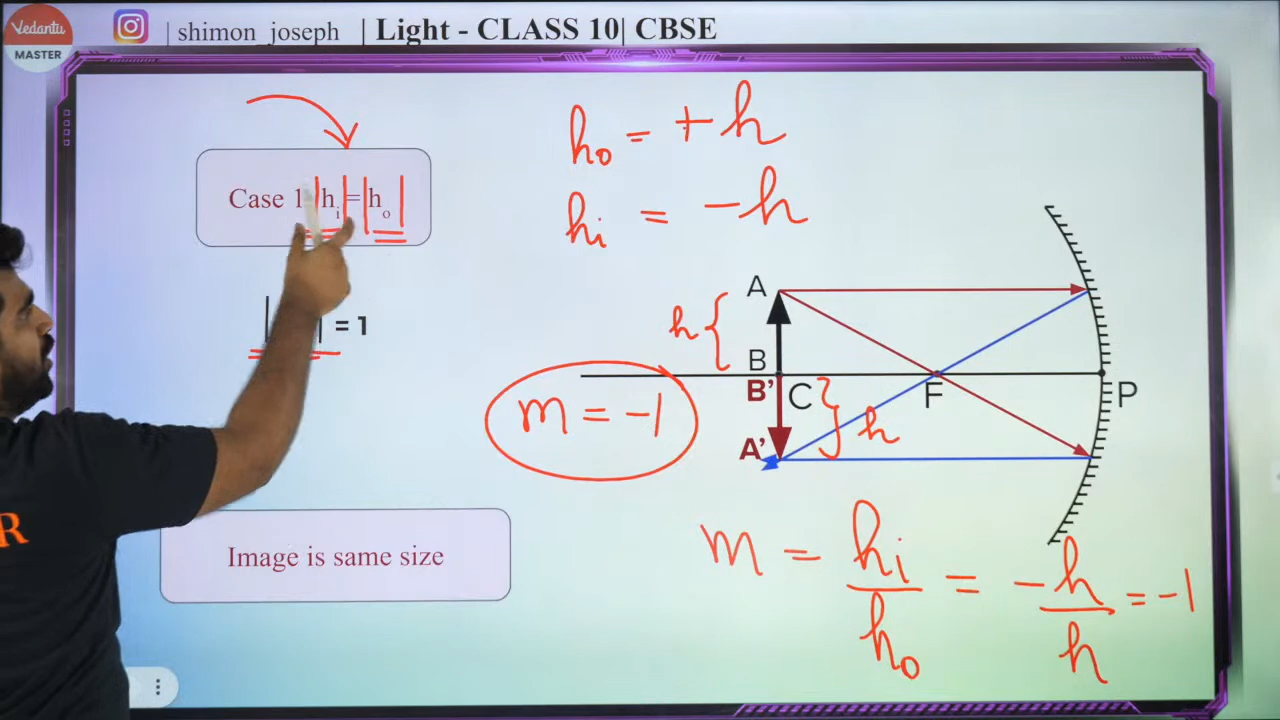 Vedantu
MASTER
| shimon_joseph | Light - CLASS 10| CBSE
h₀ = +h
hᵢ = -h
Case 1 |hᵢ|=|h₀|
= 1
m = -1
Image is same size
A
h
B
B'
C
F
P
h
A'
m = hᵢ/h₀ = -h/h = -1
R